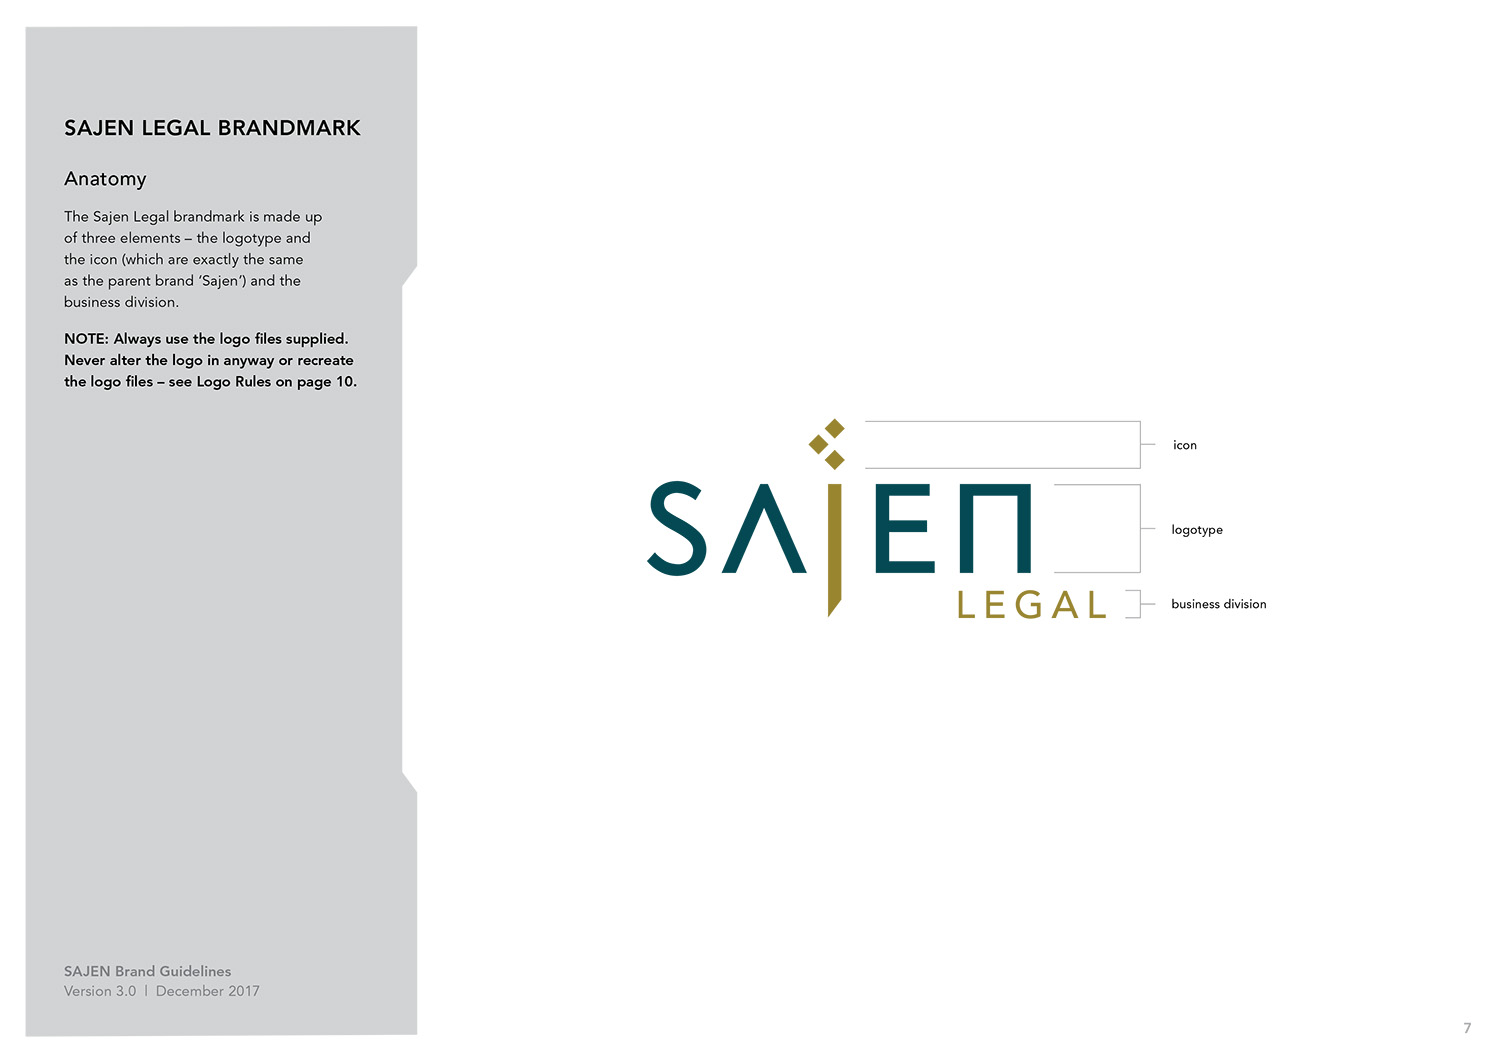 SAJEN LEGAL BRANDMARK
Anatomy
The Sajen Legal brandmark is made up
of three elements – the logotype and
the icon (which are exactly the same
as the parent brand ‘Sajen’) and the
business division.
NOTE: Always use the logo files supplied.
Never alter the logo in anyway or recreate
the logo files – see Logo Rules on page 10.
icon
SAJEN
logotype
LEGAL
business division
SAJEN Brand Guidelines
Version 3.0 | December 2017
7